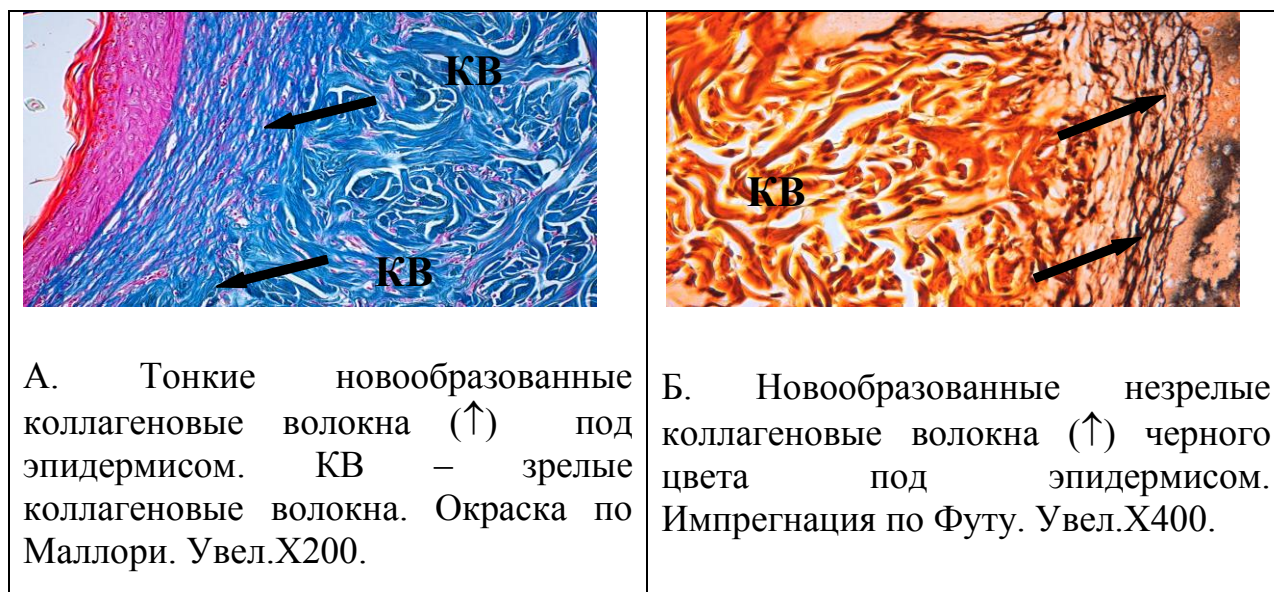 КВ
КВ
КВ
А. Тонкие новообразованные
коллагеновые волокна (↑) под
эпидермисом. КВ – зрелые
коллагеновые волокна. Окраска по
Маллори. Увел.Х200.
Б. Новообразованные незрелые
коллагеновые волокна (↑) черного
цвета под эпидермисом.
Импрегнация по Футу. Увел.Х400.